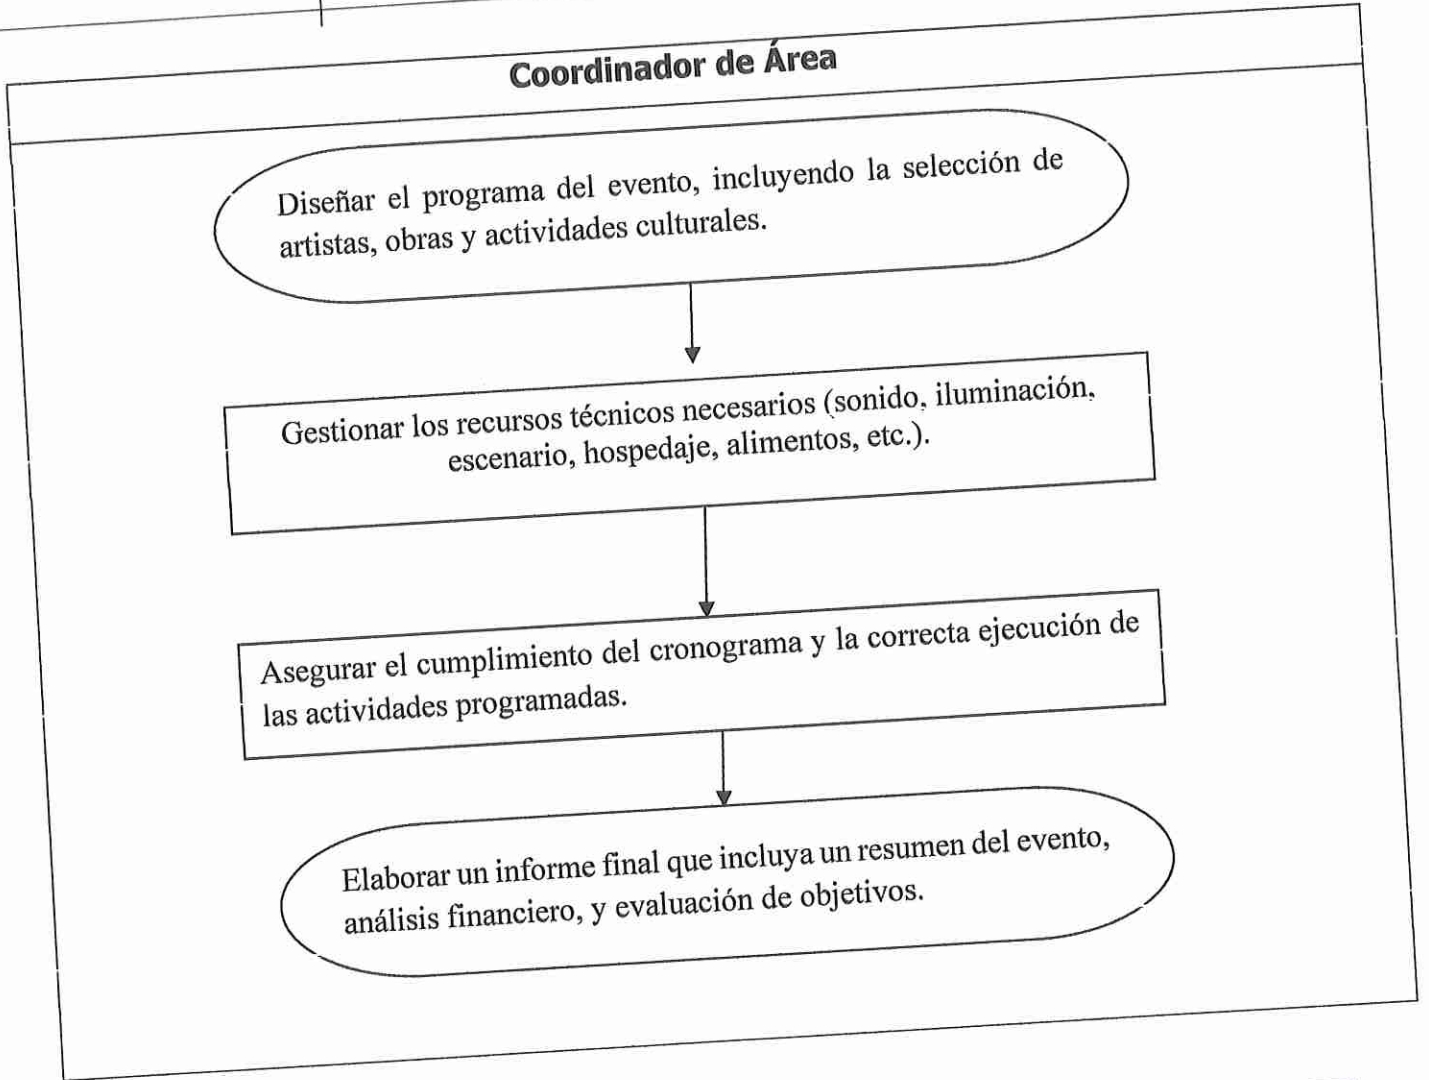 Coordinador de Área
Diseñar el programa del evento, incluyendo la selección de
artistas, obras y actividades culturales.
Gestionar los recursos técnicos necesarios (sonido, iluminación,
escenario, hospedaje, alimentos, etc.).
Asegurar el cumplimiento del cronograma y la correcta ejecución de
las actividades programadas.
Elaborar un informe final que incluya un resumen del evento,
análisis financiero, y evaluación de objetivos.